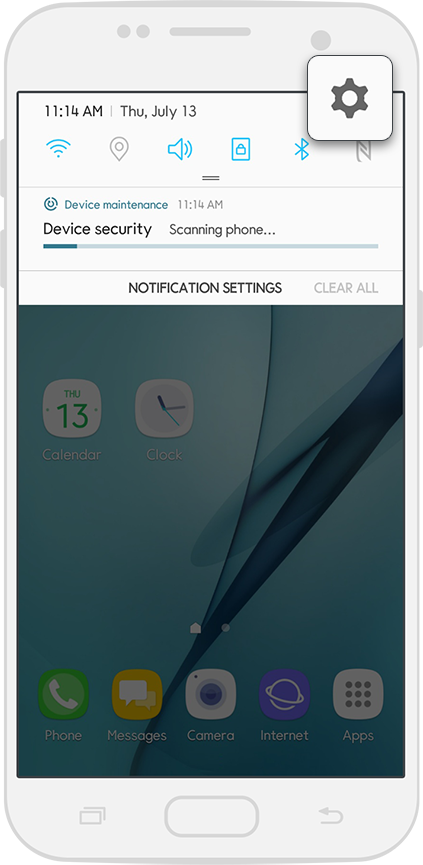 11:14 AM | Thu, July 13
Device maintenance 11:14 AM
Device security Scanning phone...
NOTIFICATION SETTINGS CLEAR ALL
THU
13
Calendar Clock
Phone Messages Camera Internet Apps